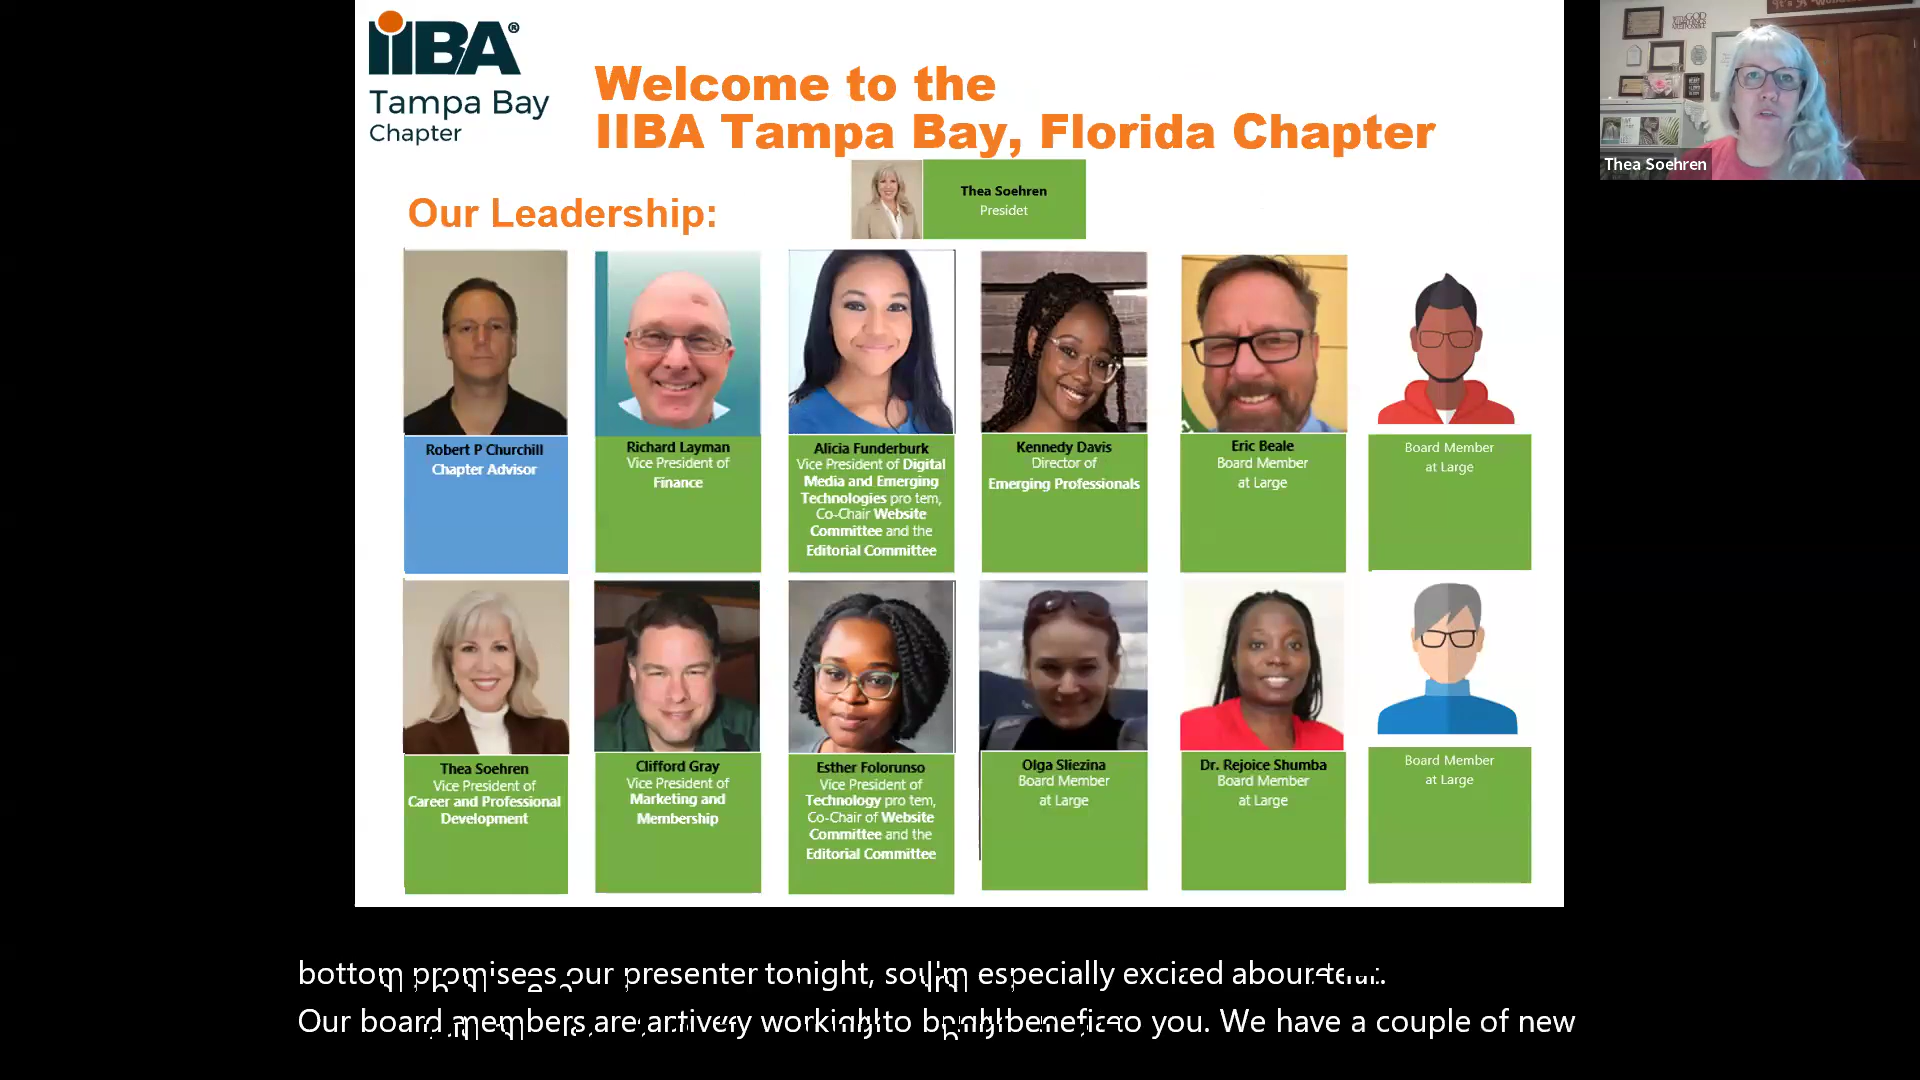 IIBA®
Tampa Bay
Chapter
Welcome to the
IIBA Tampa Bay, Florida Chapter
Thea Soehren
Presidet
Our Leadership:
Robert P Churchill
Chapter Advisor
Richard Layman
Vice President of
Finance
Alicia Funderburk
Vice President of Digital
Media and Emerging
Technologies pro tem,
Co-Chair Website
Committee and the
Editorial Committee
Kennedy Davis
Director of
Emerging Professionals
Eric Beale
Board Member
at Large
Board Member
at Large
Thea Soehren
Vice President of
Career and Professional
Development
Clifford Gray
Vice President of
Marketing and
Membership
Esther Folorunso
Vice President of
Technology pro tem,
Co-Chair of Website
Committee and the
Editorial Committee
Olga Sliezina
Board Member
at Large
Dr. Rejoice Shumba
Board Member
at Large
Board Member
at Large
Thea Soehren
bottom our presenter tonight, especially excited
Our board members are working to to you. We have a couple of new